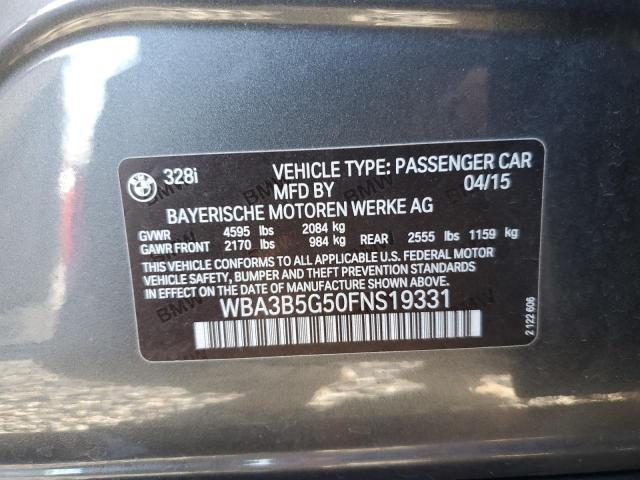 328i VEHICLE TYPE: PASSENGER CAR
MFD BY 04/15
BAYERISCHE MOTOREN WERKE AG
GVWR 4595 lbs 2084 kg
GAWR FRONT 2170 lbs 984 kg REAR 2555 lbs 1159 kg
THIS VEHICLE CONFORMS TO ALL APPLICABLE U.S. FEDERAL MOTOR
VEHICLE SAFETY, BUMPER AND THEFT PREVENTION STANDARDS
IN EFFECT ON THE DATE OF MANUFACTURE SHOWN ABOVE.
WBA3B5G50FNS19331
2 122 606